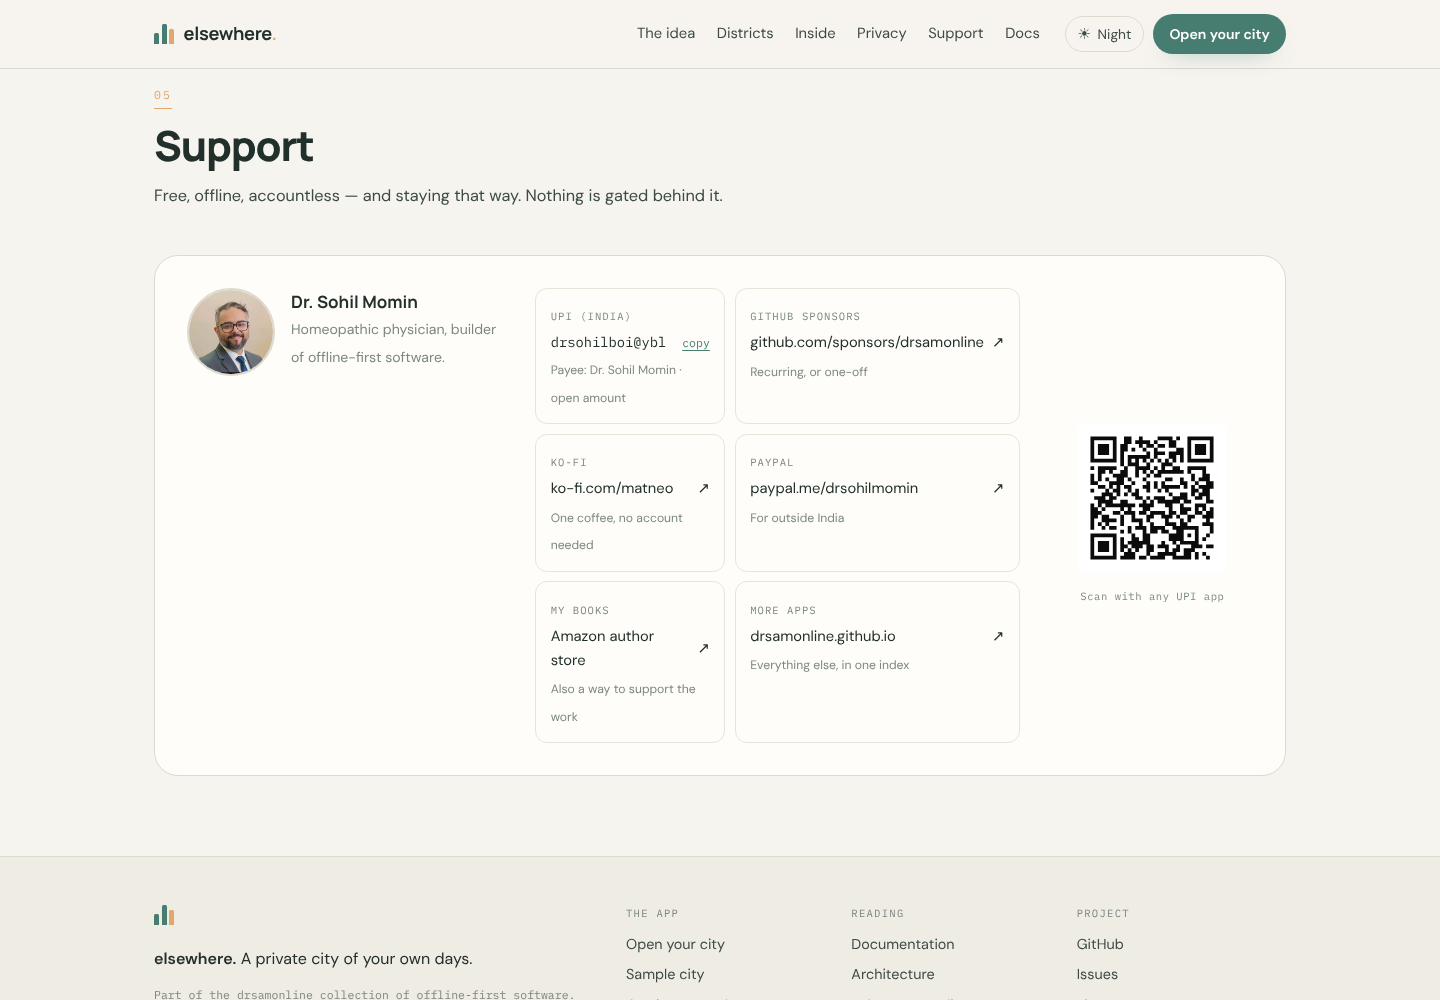 elsewhere.
The idea
Districts
Inside
Privacy
Support
Docs
☀ Night
Open your city
05
Support
Free, offline, accountless — and staying that way. Nothing is gated behind it.
Dr. Sohil Momin
Homeopathic physician, builder
of offline-first software.
UPI (INDIA)
drsohilboi@ybl copy
Payee: Dr. Sohil Momin ·
open amount
GITHUB SPONSORS
github.com/sponsors/drsamonline ↗
Recurring, or one-off
KO-FI
ko-fi.com/matneo ↗
One coffee, no account
needed
PAYPAL
paypal.me/drsohilmomin ↗
For outside India
MY BOOKS
Amazon author
store ↗
Also a way to support the
work
MORE APPS
drsamonline.github.io ↗
Everything else, in one index
Scan with any UPI app
elsewhere. A private city of your own days.
Part of the drsamonline collection of offline-first software.
THE APP
Open your city
Sample city
READING
Documentation
Architecture
PROJECT
GitHub
Issues